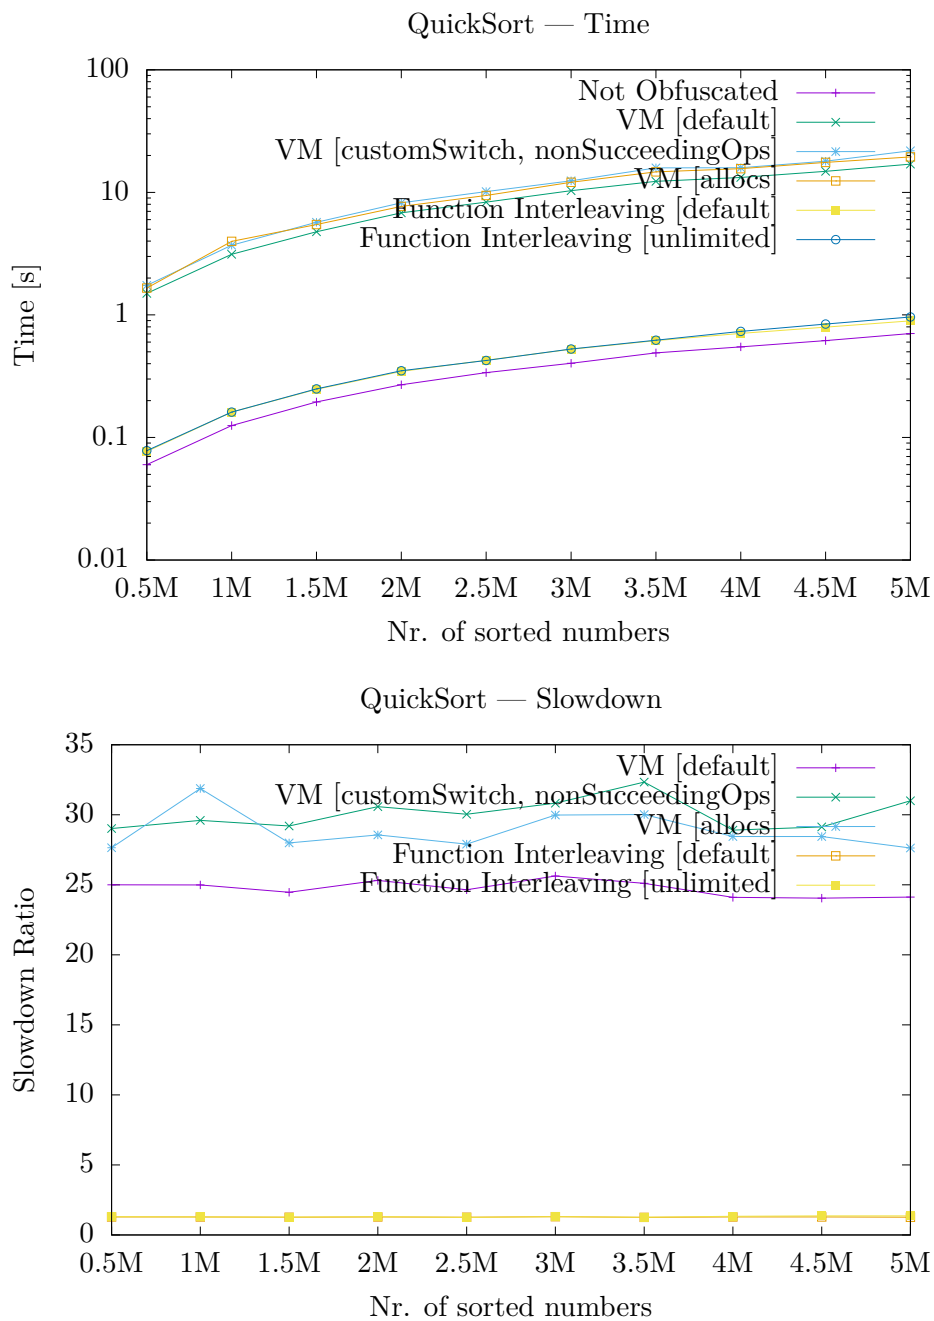 QuickSort — Time
100
10
1
0.1
0.01
Time [s]
Not Obfuscated
VM [default]
VM [customSwitch, nonSucceedingOps]
VM [allocs]
Function Interleaving [default]
Function Interleaving [unlimited]
0.5M 1M 1.5M 2M 2.5M 3M 3.5M 4M 4.5M 5M
Nr. of sorted numbers
QuickSort — Slowdown
35
30
25
20
15
10
5
0
Slowdown Ratio
VM [default]
VM [customSwitch, nonSucceedingOps]
VM [allocs]
Function Interleaving [default]
Function Interleaving [unlimited]
0.5M 1M 1.5M 2M 2.5M 3M 3.5M 4M 4.5M 5M
Nr. of sorted numbers